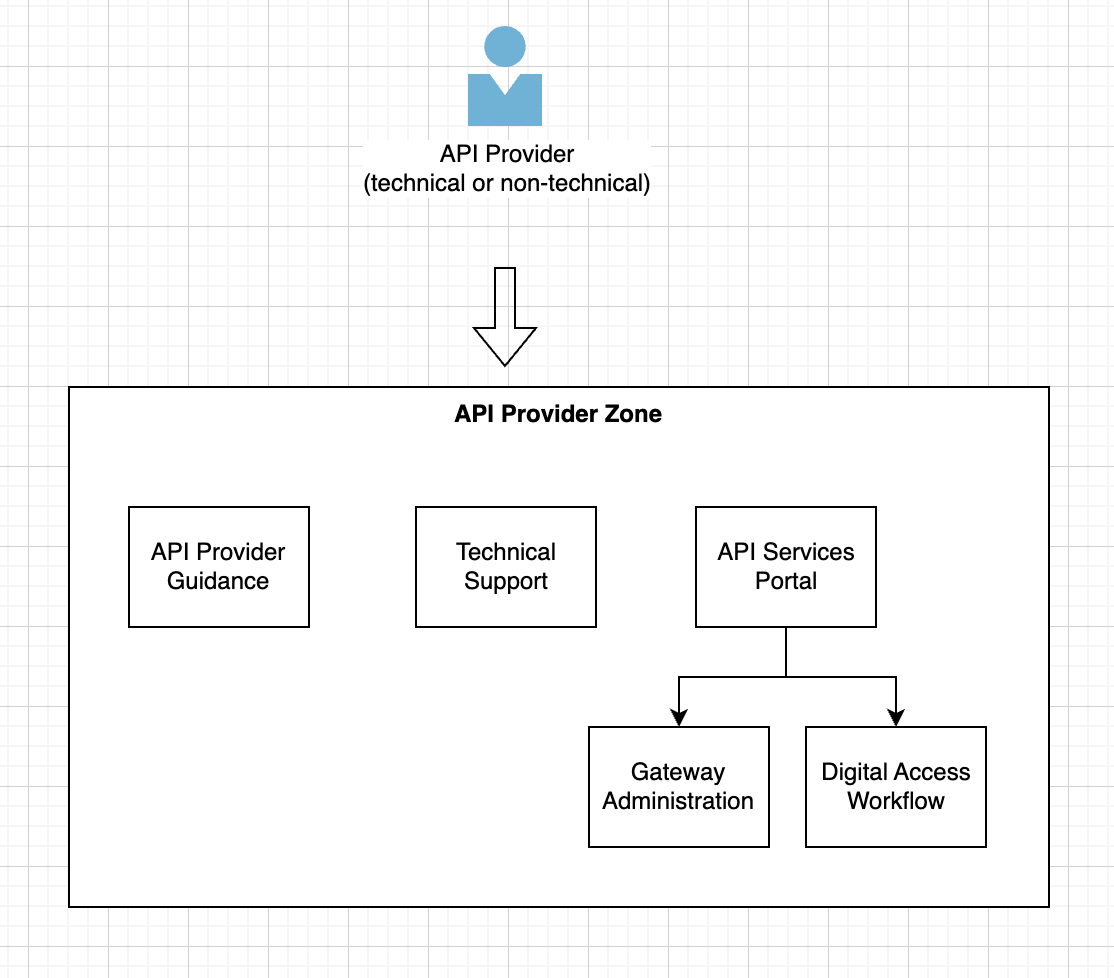 API Provider
(technical or non-technical)
API Provider Zone
API Provider
Guidance
Technical
Support
API Services
Portal
Gateway
Administration
Digital Access
Workflow